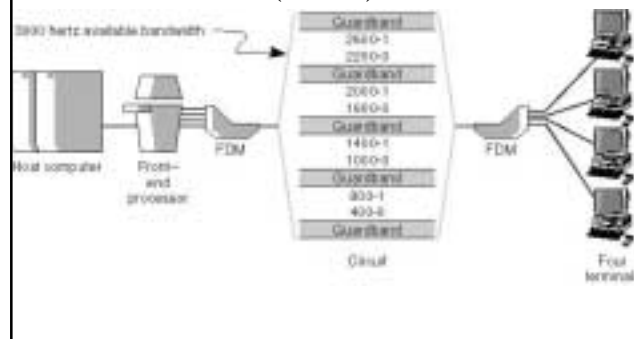 3000 hertz available bandwidth
Guardband
2600-1
2200-0
Guardband
2000-1
1600-0
Guardband
1400-1
1000-0
Guardband
800-1
400-0
Guardband
Host computer
Front-
end
processor
FDM
Circuit
FDM
Four
terminals